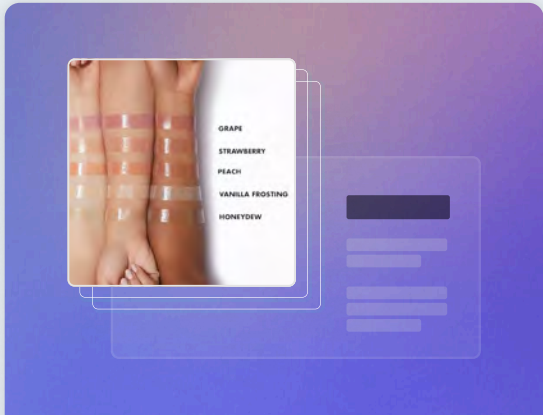 GRAPE
STRAWBERRY
PEACH
VANILLA FROSTING
HONEYDEW